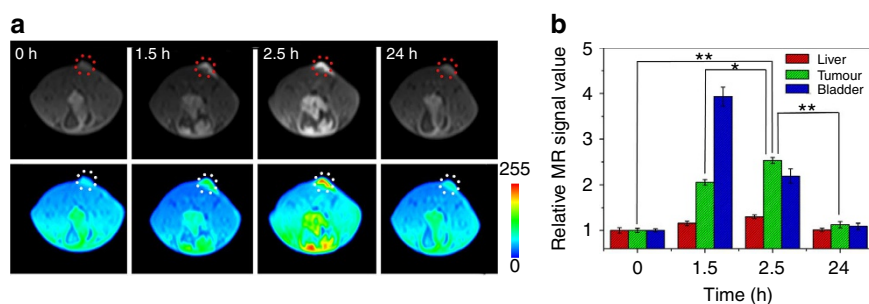 a
0 h
1.5 h
2.5 h
24 h
255
0
b
Relative MR signal value
5
4
3
2
1
**
*
**
Liver
Tumour
Bladder
0
1.5
2.5
24
Time (h)